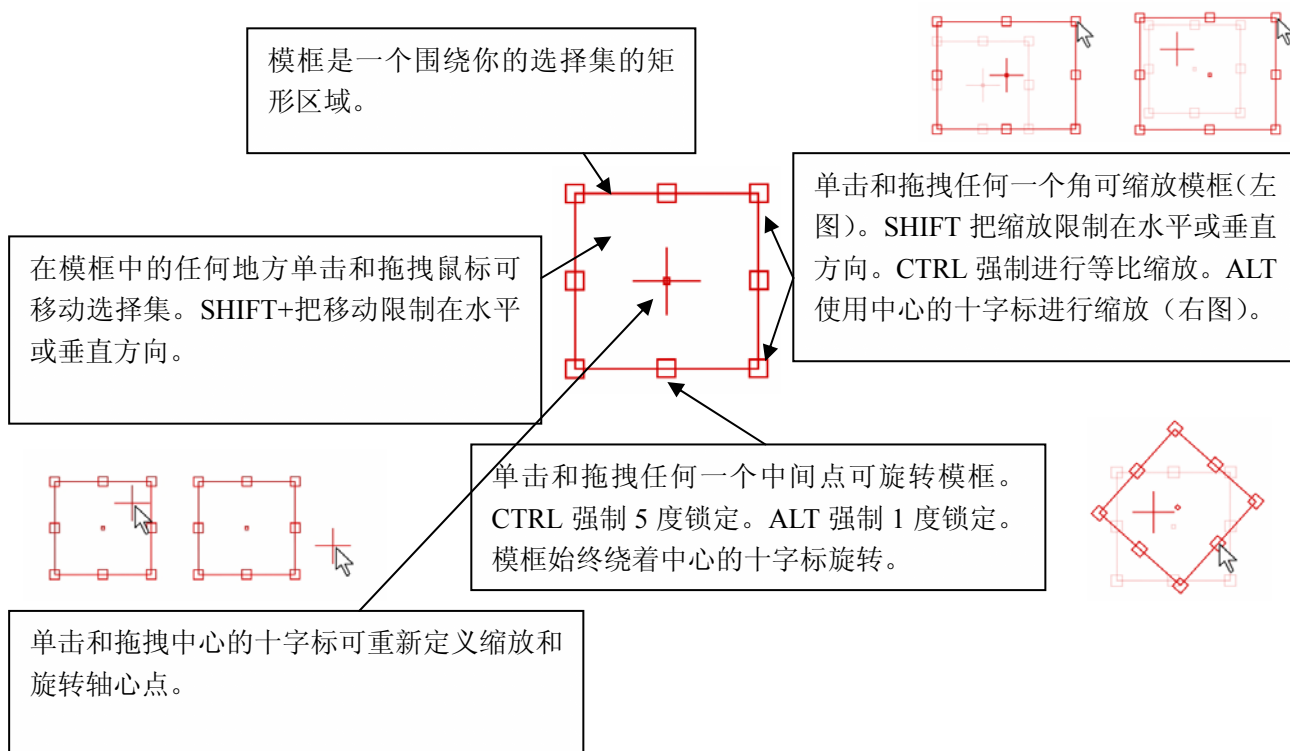 模框是一个围绕你的选择集的矩
形区域。
单击和拖拽任何一个角可缩放模框（左
图）。SHIFT 把缩放限制在水平或垂直
方向。CTRL 强制进行等比缩放。ALT
使用中心的十字标进行缩放（右图）。
在模框中的任何地方单击和拖拽鼠标可
移动选择集。SHIFT+把移动限制在水平
或垂直方向。
单击和拖拽任何一个中间点可旋转模框。
CTRL 强制 5 度锁定。ALT 强制 1 度锁定。
模框始终绕着中心的十字标旋转。
单击和拖拽中心的十字标可重新定义缩放和
旋转轴心点。